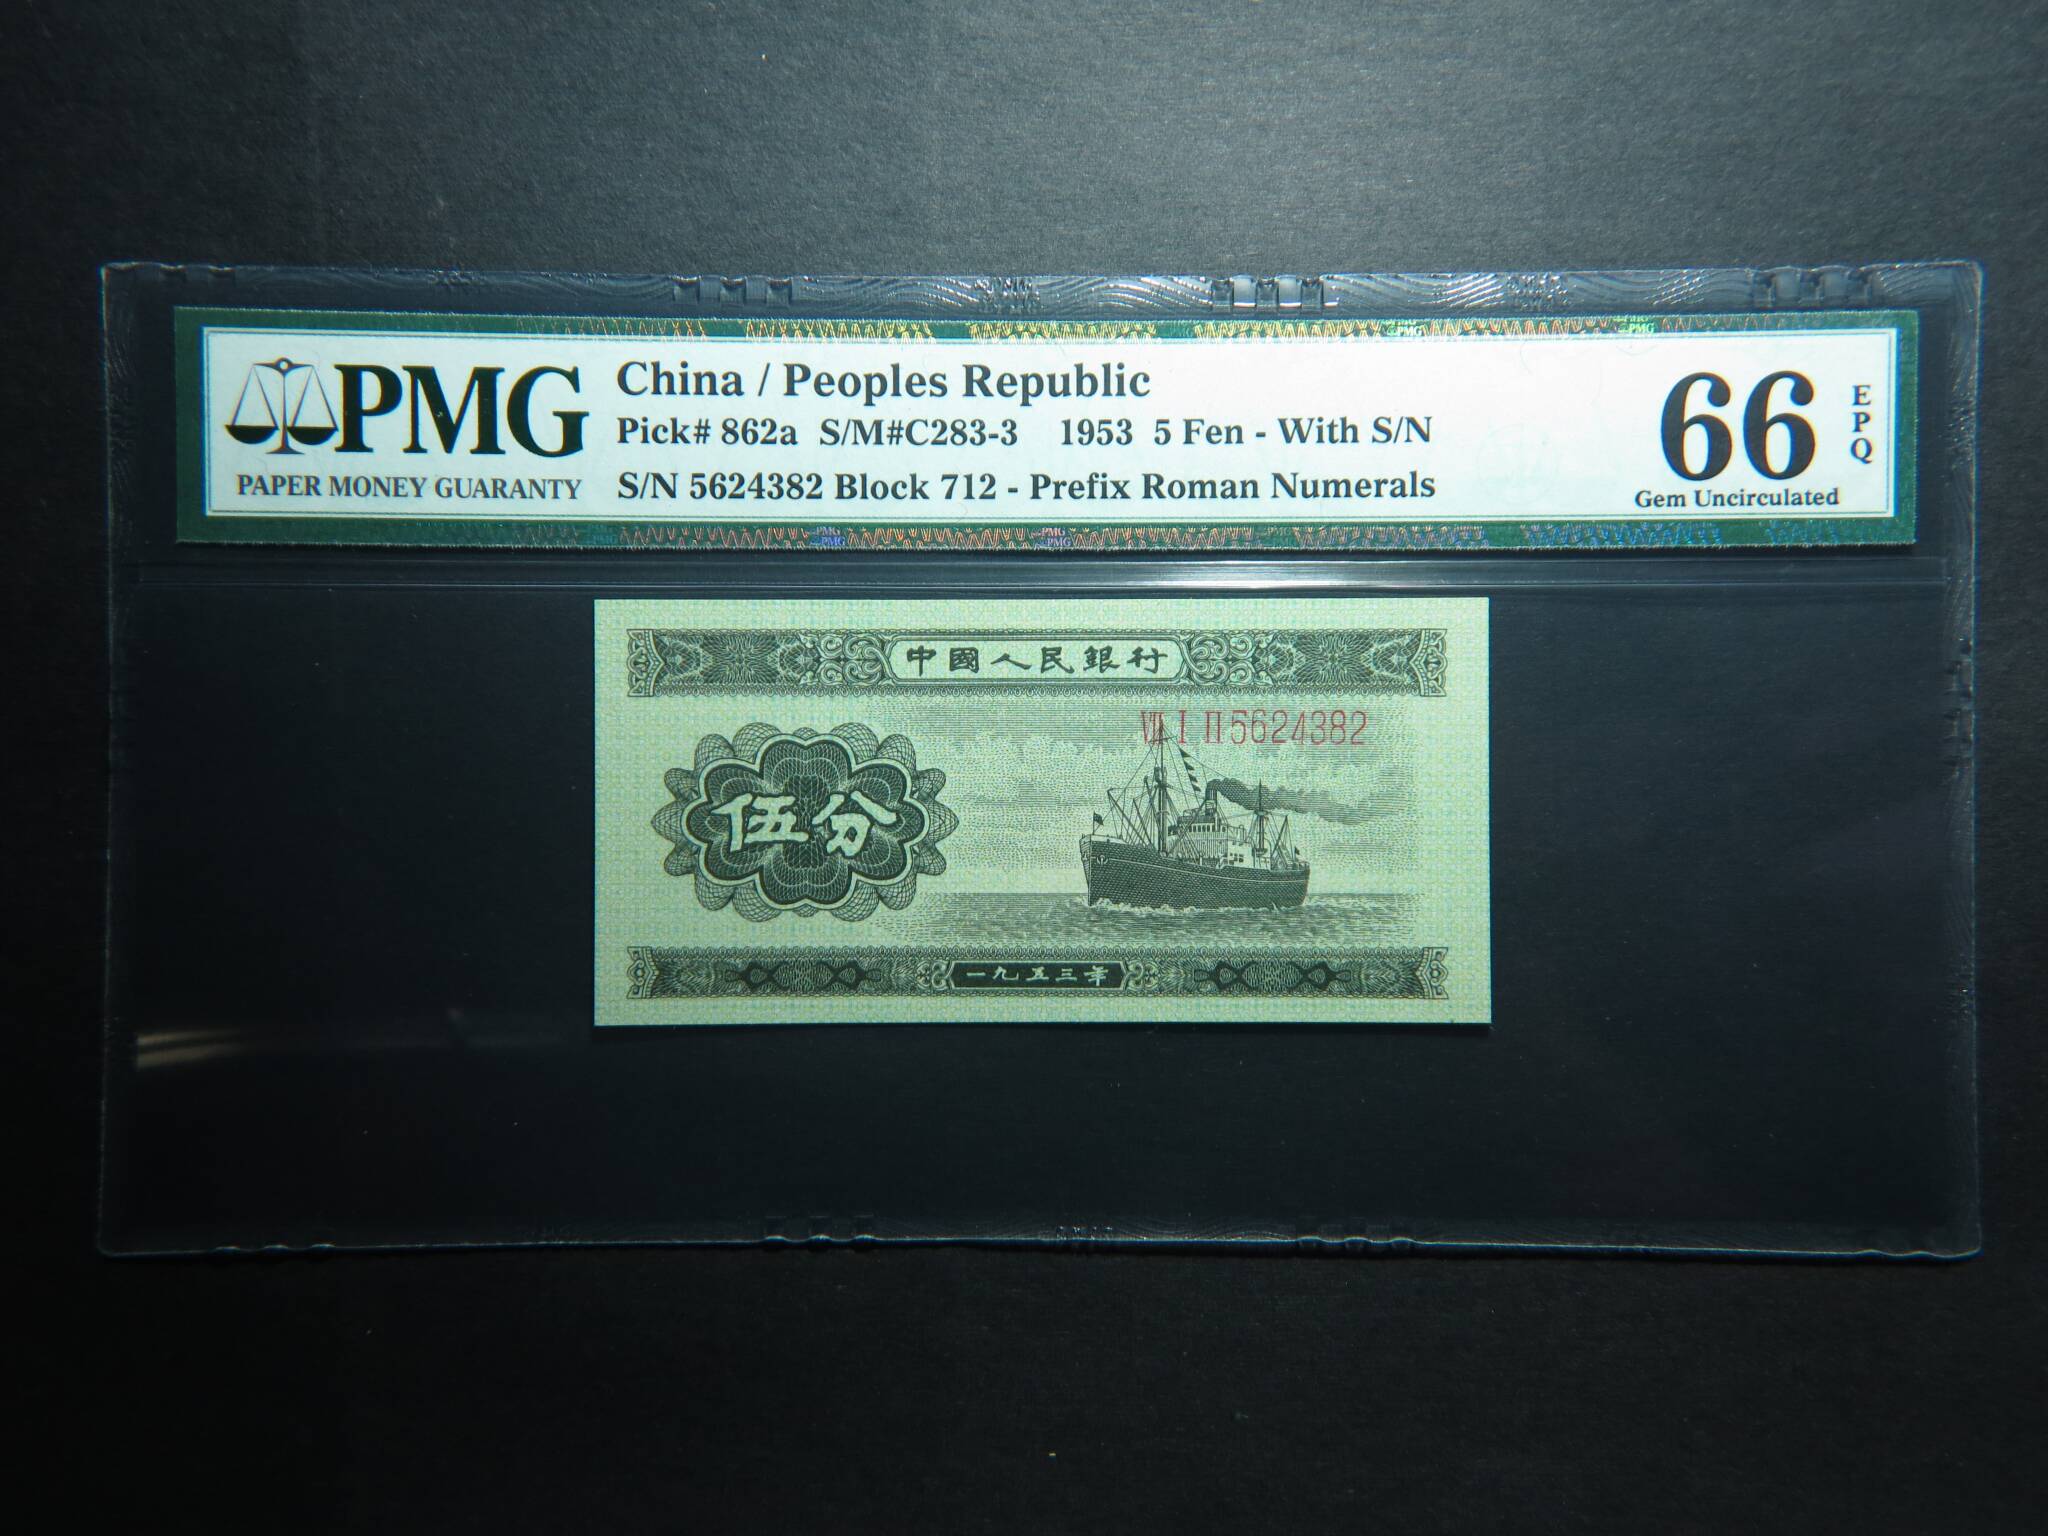 PMG
PAPER MONEY GUARANTY
China / Peoples Republic
Pick# 862a S/M#C283-3 1953 5 Fen - With S/N
S/N 5624382 Block 712 - Prefix Roman Numerals
66
EPQ
Gem Uncirculated
中國人民銀行
Ⅶ Ⅰ Ⅱ 5624382
伍分
一九五三年